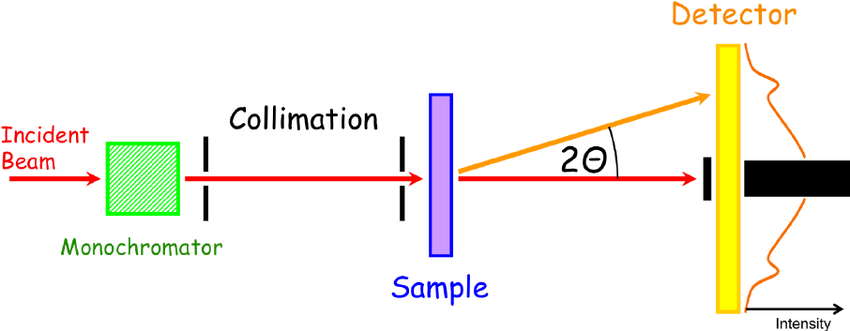 Detector
Incident
Beam
Collimation
2Θ
Monochromator
Sample
Intensity